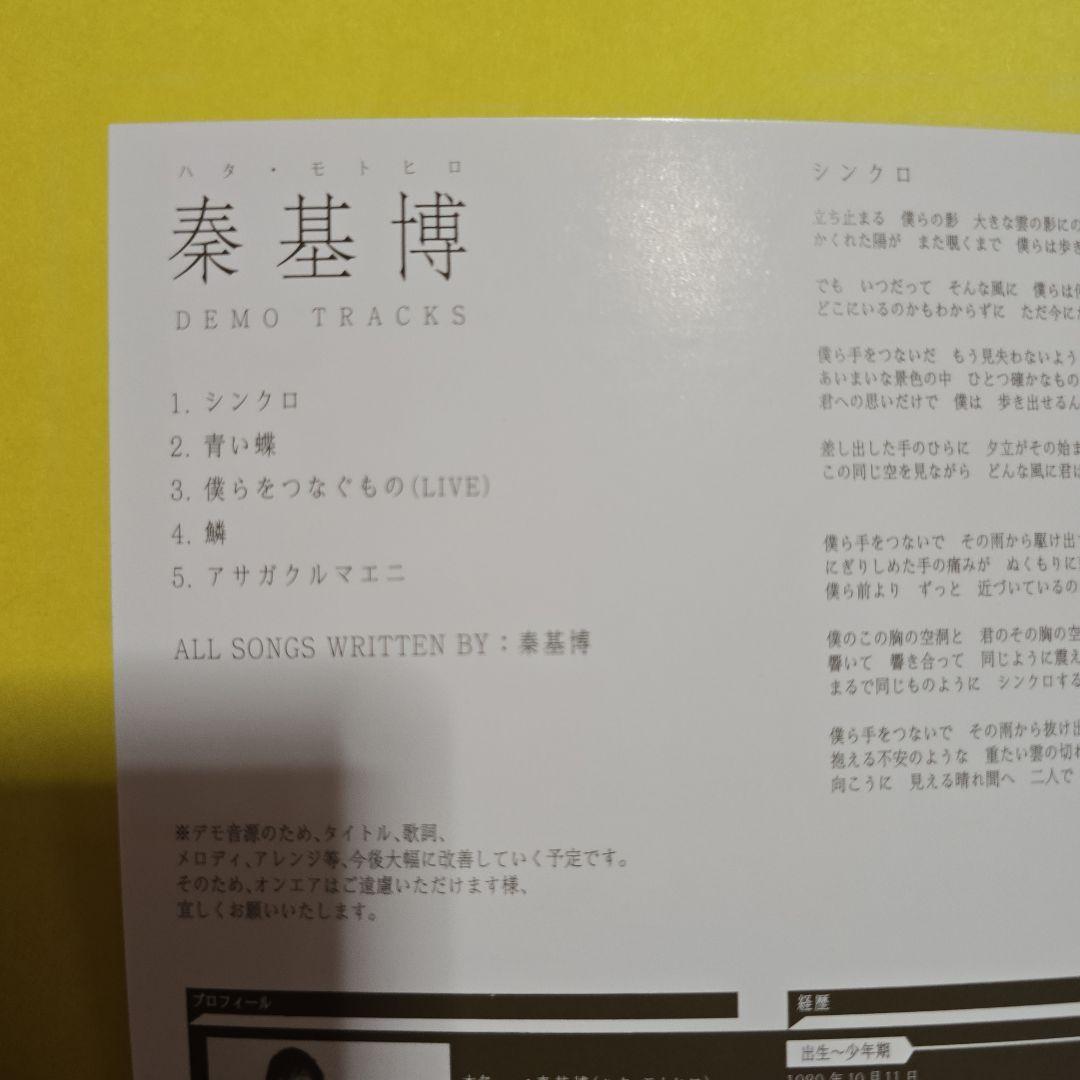 ハタ・モトヒロ
秦基博
DEMO TRACKS
1. シンクロ
2. 青い蝶
3. 僕らをつなぐもの(LIVE)
4. 鱗
5. アサガクルマエニ
ALL SONGS WRITTEN BY：秦基博
※デモ音源のため、タイトル、歌詞、
メロディ、アレンジ等、今後大幅に改善していく予定です。
そのため、オンエアはご遠慮いただけます様、
宜しくお願いいたします。
シンクロ
立ち止まる　僕らの影　大きな雲の影にの
かくれた陽が　また覗くまで　僕らは歩き
でも　いつだって　そんな風に　僕らは
どこにいるのかもわからずに　ただ今に
僕ら手をつないだ　もう見失わないよう
あいまいな景色の中　ひとつ確かなもの
君への思いだけで　僕は　歩き出せるん
差し出した手のひらに　夕立がその始ま
この同じ空を見ながら　どんな風に君は
僕ら手をつないで　その雨から駆け出
にぎりしめた手の痛みが　ぬくもりに
僕ら前より　ずっと　近づいているの
僕のこの胸の空洞と　君のその胸の空
響いて　響き合って　同じように震え
まるで同じものように　シンクロする
僕ら手をつないで　その雨から抜け出
抱える不安のような　重たい雲の切れ
向こうに　見える晴れ間へ　二人で
プロフィール
経歴
出生～少年期
1980年10月11日